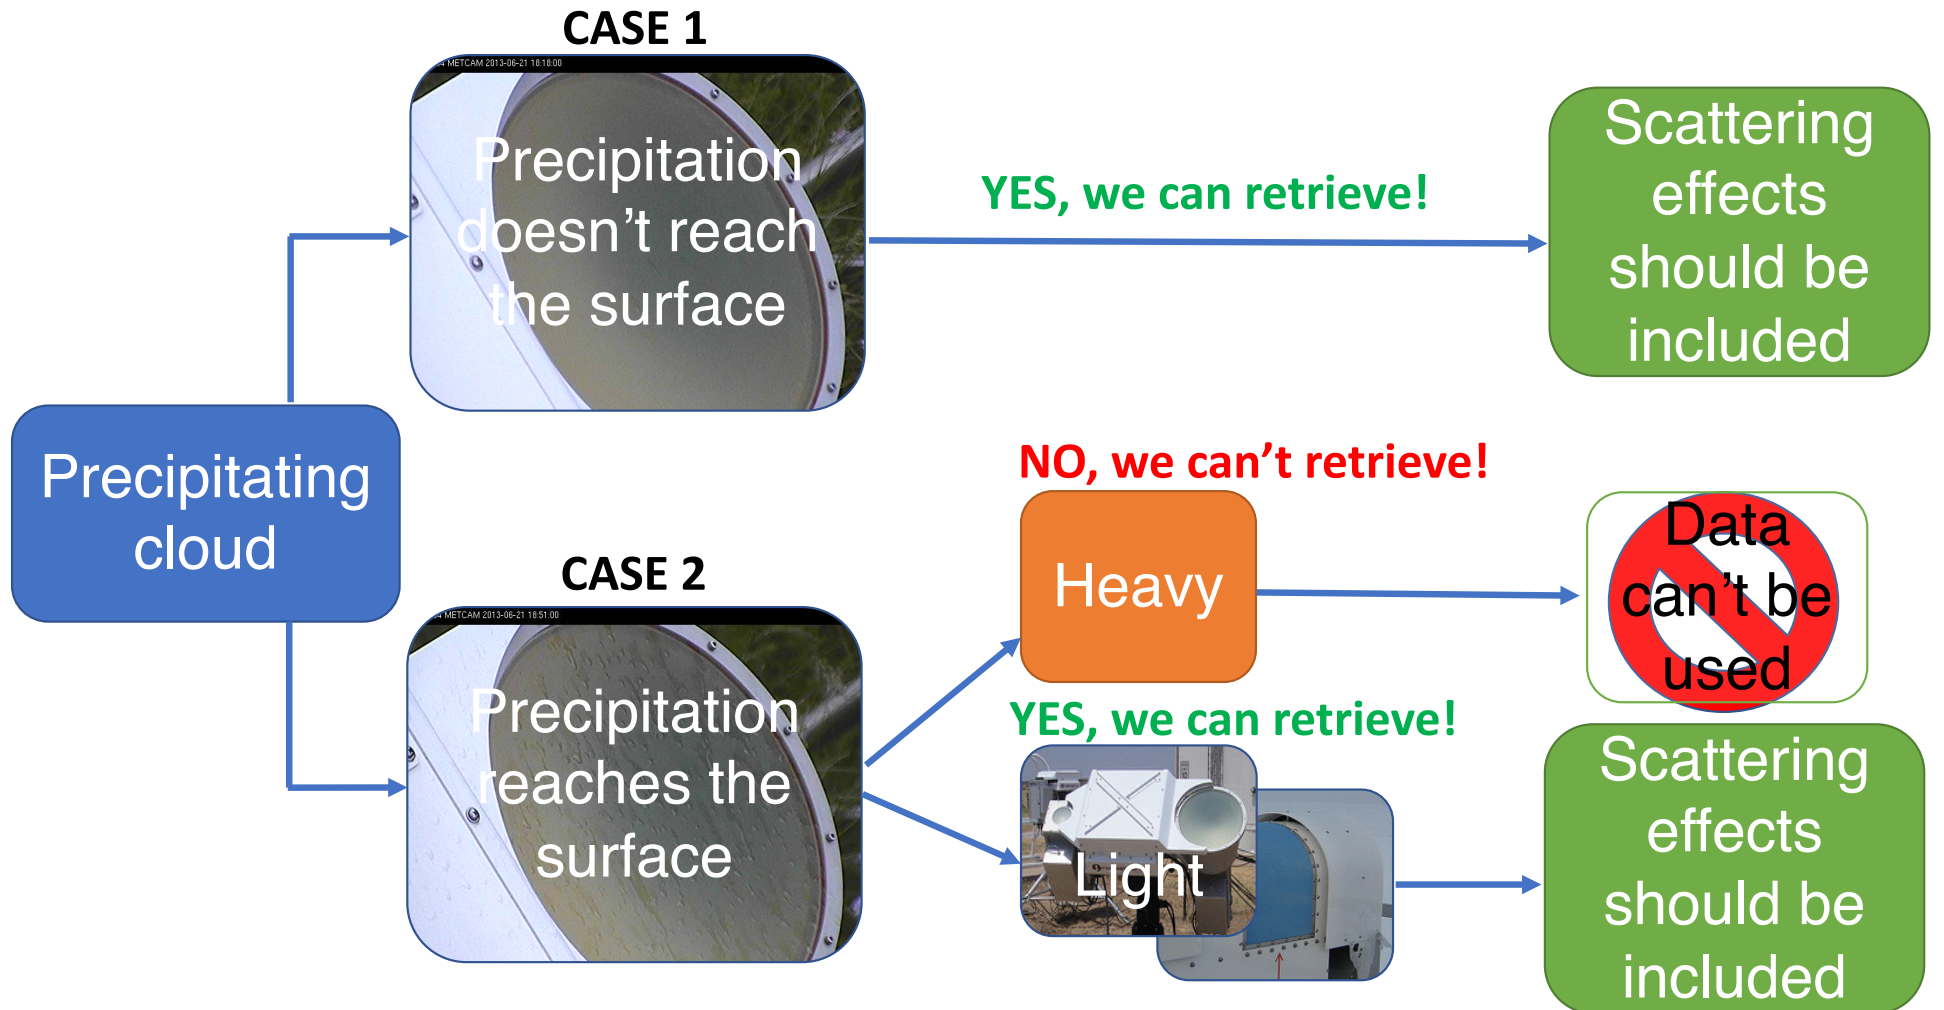 CASE 1
METCAM 2013-06-21 18:18:00
Precipitation
doesn’t reach
the surface
YES, we can retrieve!
Scattering
effects
should be
included
Precipitating
cloud
CASE 2
METCAM 2013-06-21 18:51:00
Precipitation
reaches the
surface
NO, we can’t retrieve!
Heavy
Data
can’t be
used
YES, we can retrieve!
Light
Scattering
effects
should be
included